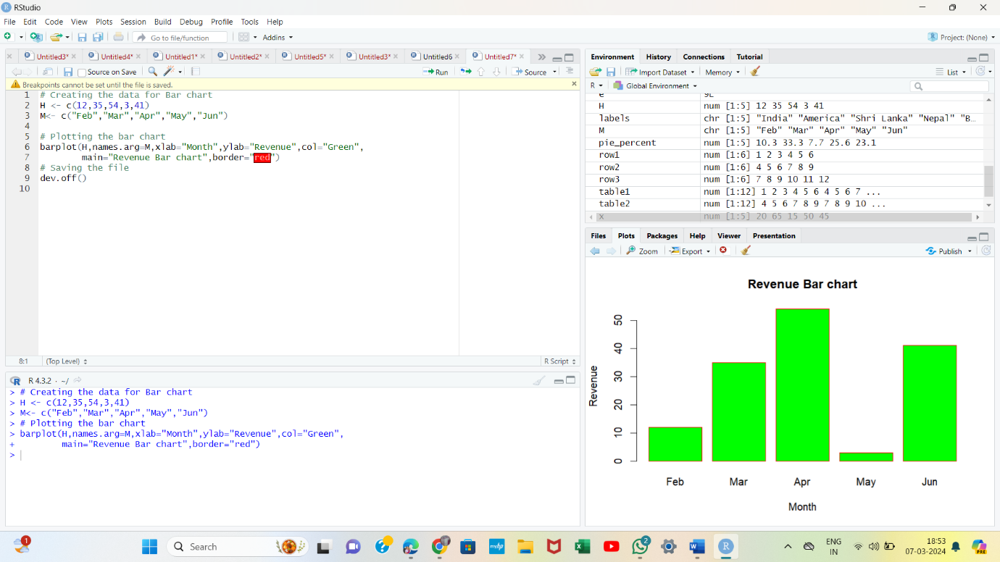 RStudio
File Edit Code View Plots Session Build Debug Profile Tools Help
Go to file/function Addins Project: (None)
Untitled3* Untitled4* Untitled1* Untitled2* Untitled5* Untitled3* Untitled6 Untitled7*
Source on Save Run Source
Breakpoints cannot be set until the file is saved.
1 # Creating the data for Bar chart
2 H <- c(12,35,54,3,41)
3 M<- c("Feb","Mar","Apr","May","Jun")
4
5 # Plotting the bar chart
6 barplot(H,names.arg=M,xlab="Month",ylab="Revenue",col="Green",
7 main="Revenue Bar chart",border="red")
8 # Saving the file
9 dev.off()
10
8:1 (Top Level) R Script
R 4.3.2 · ~/
> # Creating the data for Bar chart
> H <- c(12,35,54,3,41)
> M<- c("Feb","Mar","Apr","May","Jun")
> # Plotting the bar chart
> barplot(H,names.arg=M,xlab="Month",ylab="Revenue",col="Green",
+ main="Revenue Bar chart",border="red")
>
Environment History Connections Tutorial
Import Dataset Memory List
R Global Environment
H num [1:5] 12 35 54 3 41
labels chr [1:5] "India" "America" "Shri Lanka" "Nepal" "B…
M chr [1:5] "Feb" "Mar" "Apr" "May" "Jun"
pie_percent num [1:5] 10.3 33.3 7.7 25.6 23.1
row1 num [1:6] 1 2 3 4 5 6
row2 num [1:6] 4 5 6 7 8 9
row3 num [1:6] 7 8 9 10 11 12
table1 num [1:12] 1 2 3 4 5 6 4 5 6 7 ...
table2 num [1:12] 4 5 6 7 8 9 7 8 9 10 ...
x num [1:5] 20 65 15 50 45
Files Plots Packages Help Viewer Presentation
Zoom Export Publish
Revenue Bar chart
Revenue
50
40
30
20
10
0
Feb Mar Apr May Jun
Month
1
Search
myhp
2
W
R
ENG
IN
18:53
07-03-2024
PRE